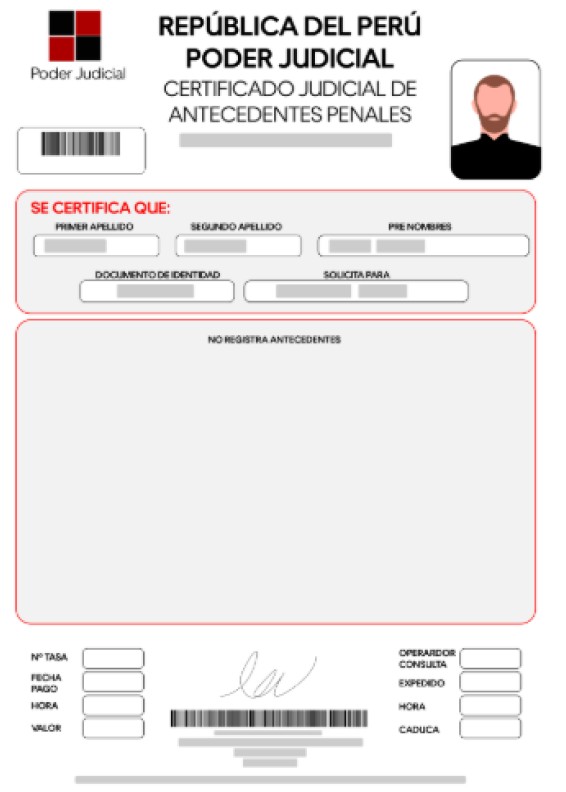 REPÚBLICA DEL PERÚ
PODER JUDICIAL
Poder Judicial
CERTIFICADO JUDICIAL DE
ANTECEDENTES PENALES
SE CERTIFICA QUE:
PRIMER APELLIDO SEGUNDO APELLIDO PRE NOMBRES
DOCUMENTO DE IDENTIDAD SOLICITA PARA
NO REGISTRA ANTECEDENTES
Nº TASA
FECHA
PAGO
HORA
VALOR
OPERARDOR
CONSULTA
EXPEDIDO
HORA
CADUCA